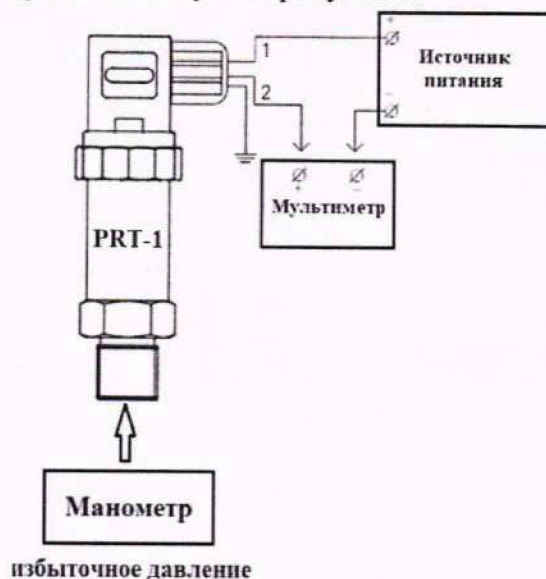 1
2
+
Источник
питания
–
+
–
Мультиметр
PRT-1
Манометр
избыточное давление